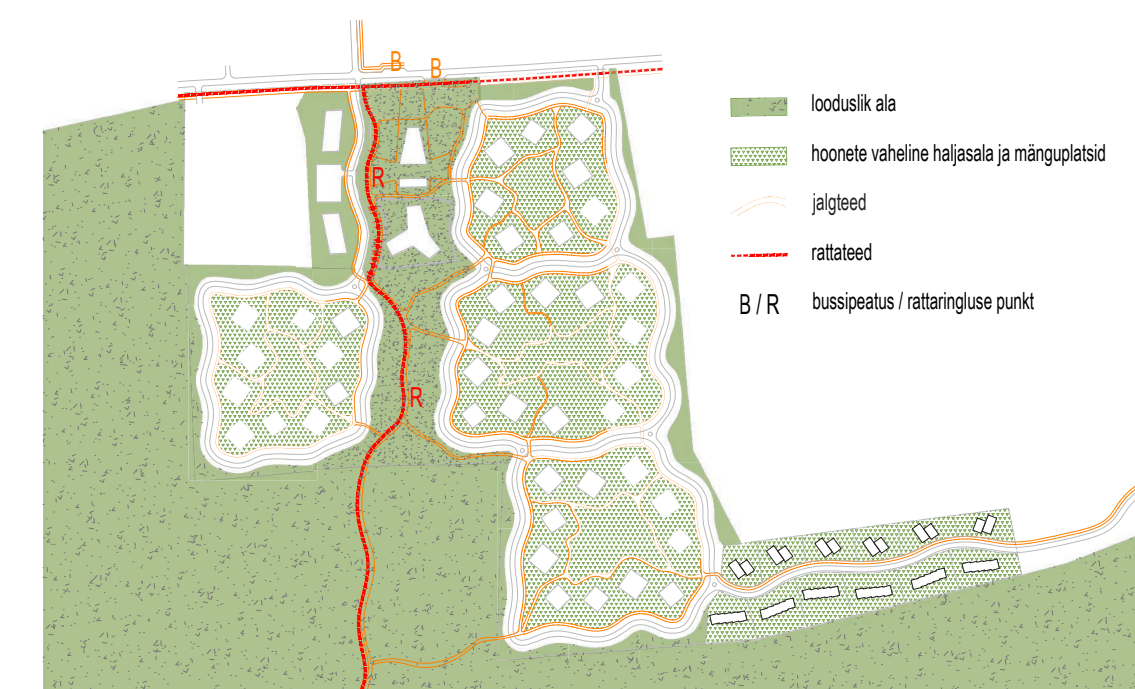 B
B
R
R
looduslik ala
hoonete vaheline haljasala ja mänguplatsid
jalgteed
rattateed
B / R bussipeatus / rattaringluse punkt